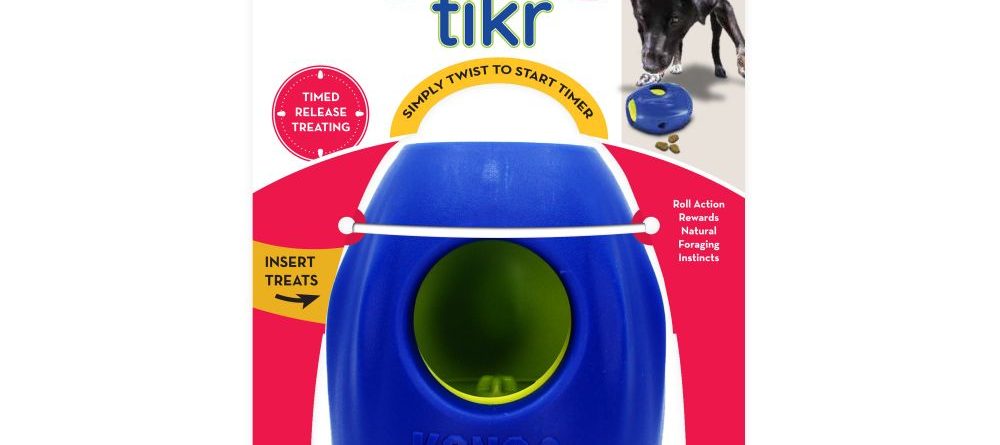 tikr
SIMPLY TWIST TO START TIMER
TIMED
RELEASE
TREATING
Roll Action
Rewards
Natural
Foraging
Instincts
INSERT
TREATS